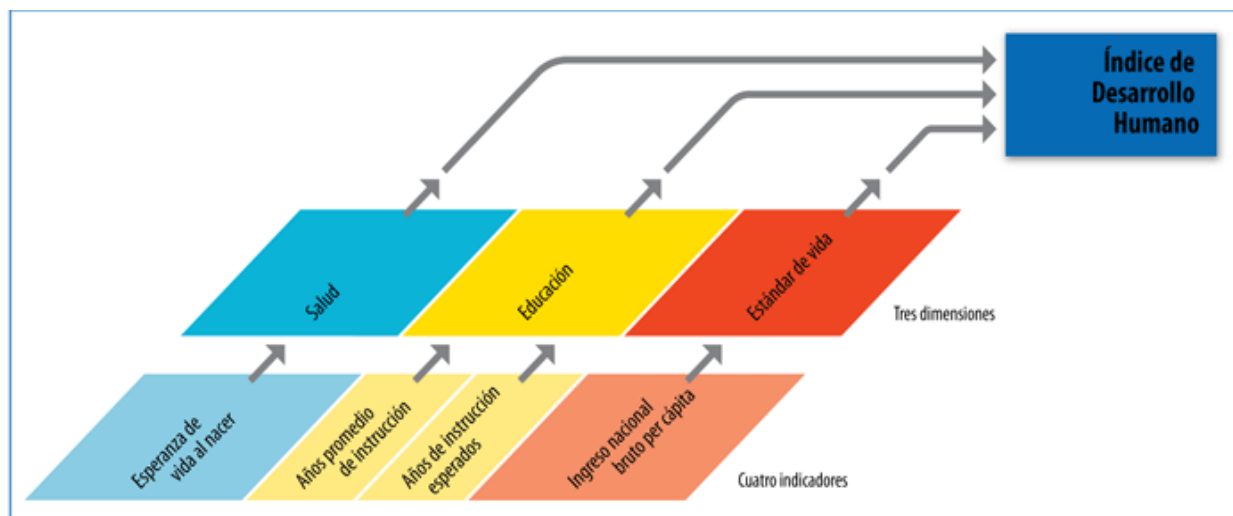 Índice de
Desarrollo
Humano
Salud
Educación
Estándar de vida
Tres dimensiones
Esperanza de
vida al nacer
Años promedio
de instrucción
Años de instrucción
esperados
Ingreso nacional
bruto per cápita
Cuatro indicadores